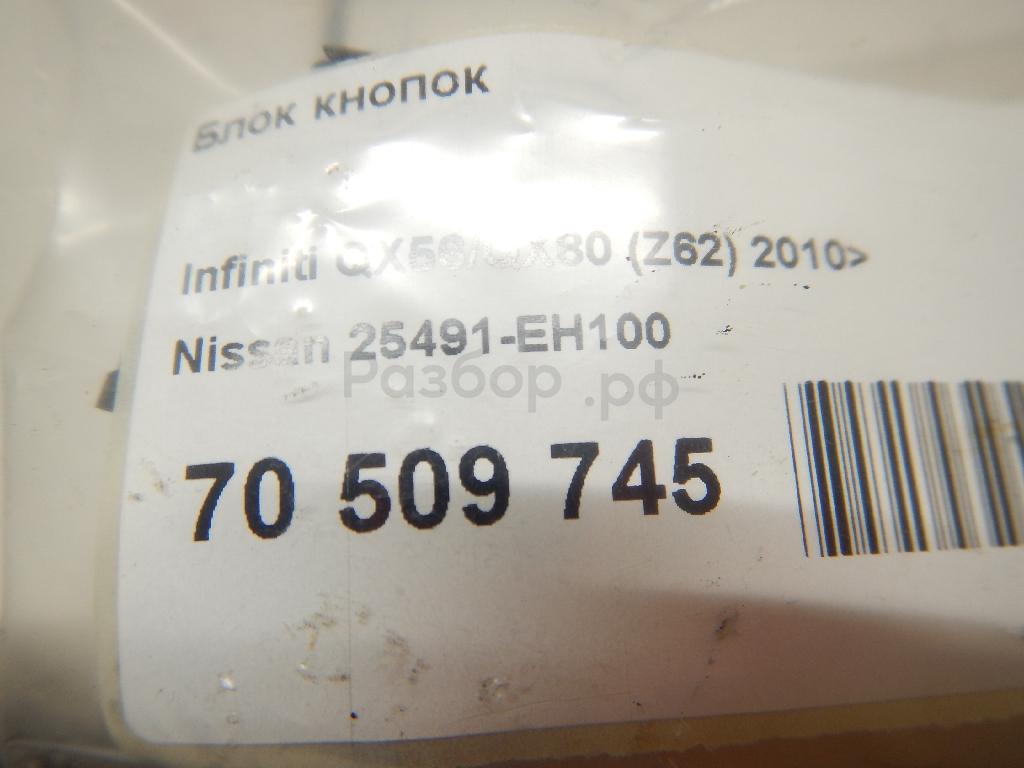 Блок кнопок
Infiniti QX56/QX80 (Z62) 2010>
Nissan 25491-EH100
Разбор.рф
70 509 745